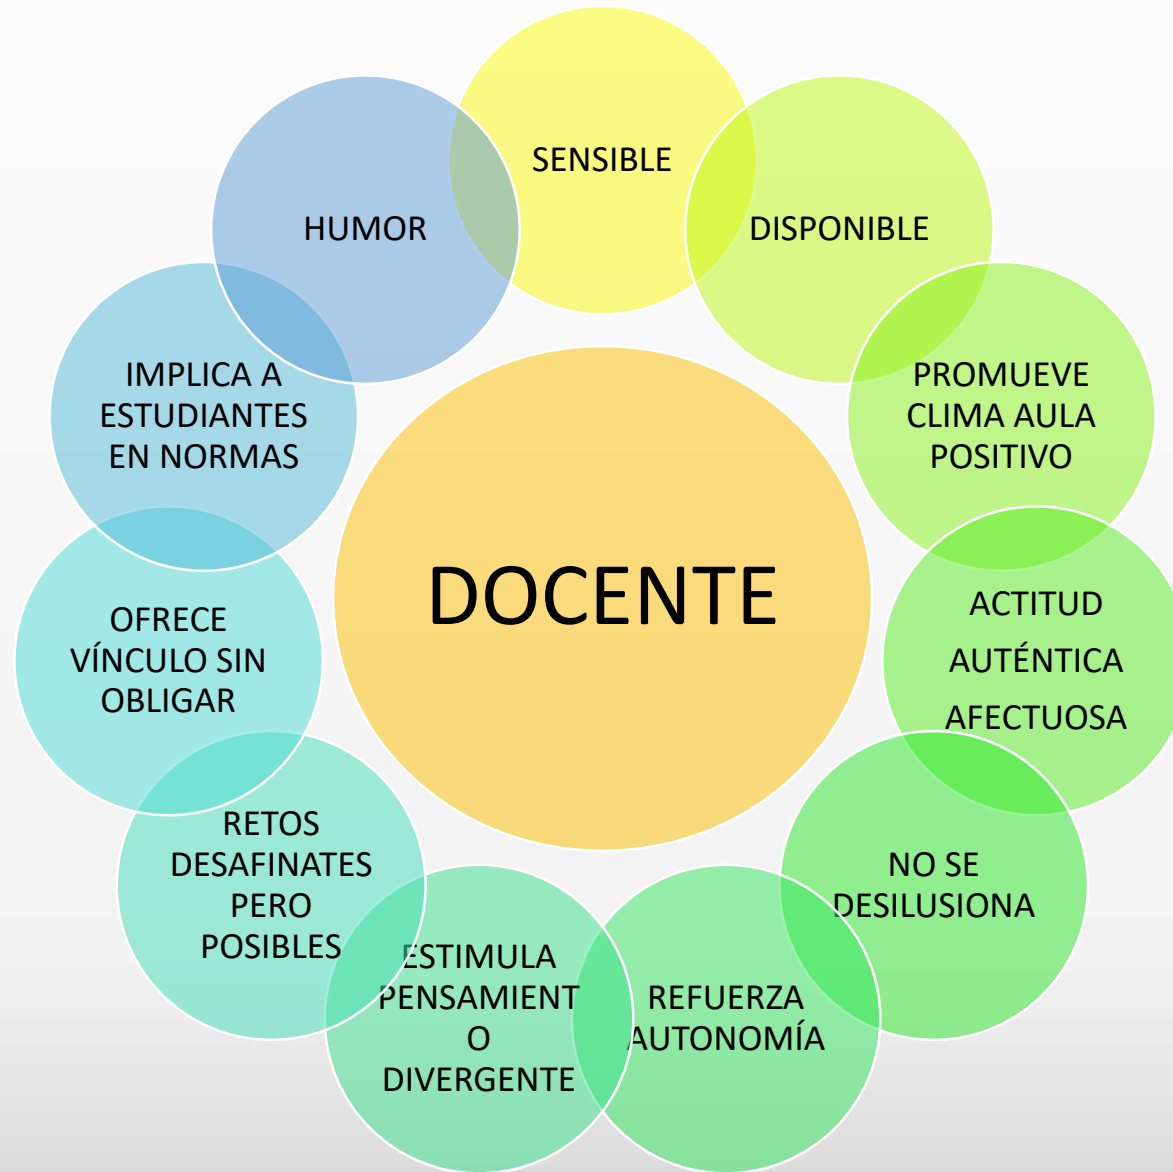 SENSIBLE
DISPONIBLE
PROMUEVE
CLIMA AULA
POSITIVO
ACTITUD
AUTÉNTICA
AFECTUOSA
NO SE
DESILUSIONA
REFUERZA
AUTONOMÍA
ESTIMULA
PENSAMIENT
O
DIVERGENTE
RETOS
DESAFINATES
PERO
POSIBLES
OFRECE
VÍNCULO SIN
OBLIGAR
IMPLICA A
ESTUDIANTES
EN NORMAS
HUMOR
DOCENTE